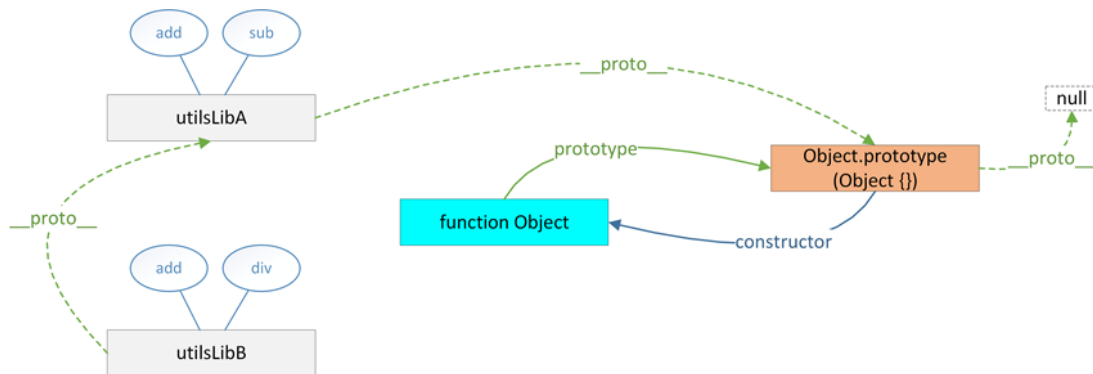 add
sub
__proto__
utilsLibA
null
prototype
Object.prototype
(Object {})
__proto__
__proto__
function Object
constructor
add
div
utilsLibB